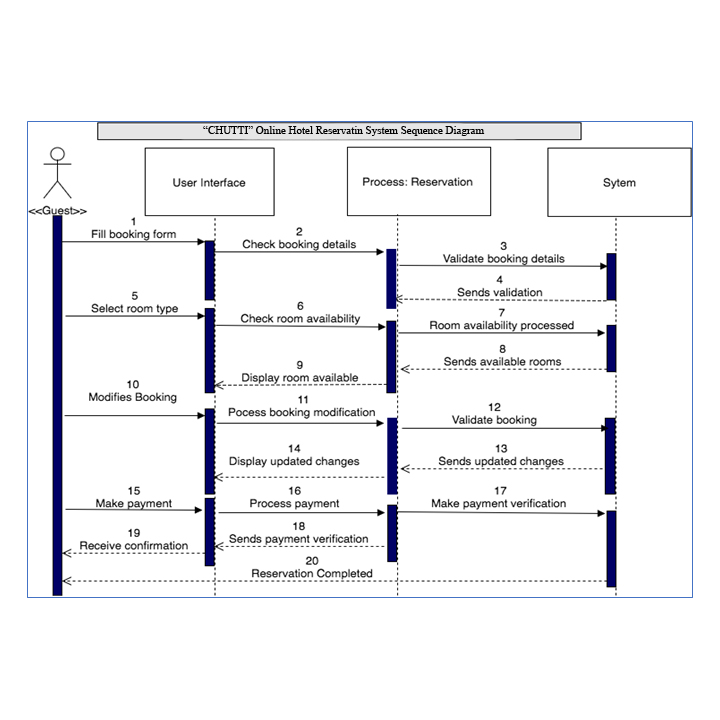 “CHUTTI” Online Hotel Reservatin System Sequence Diagram
User Interface
Process: Reservation
Sytem
<<Guest>>
1
Fill booking form
2
Check booking details
3
Validate booking details
4
Sends validation
5
Select room type
6
Check room availability
7
Room availability processed
8
Sends available rooms
9
Display room available
10
Modifies Booking
11
Pocess booking modification
12
Validate booking
13
Sends updated changes
14
Display updated changes
15
Make payment
16
Process payment
17
Make payment verification
18
Sends payment verification
19
Receive confirmation
20
Reservation Completed